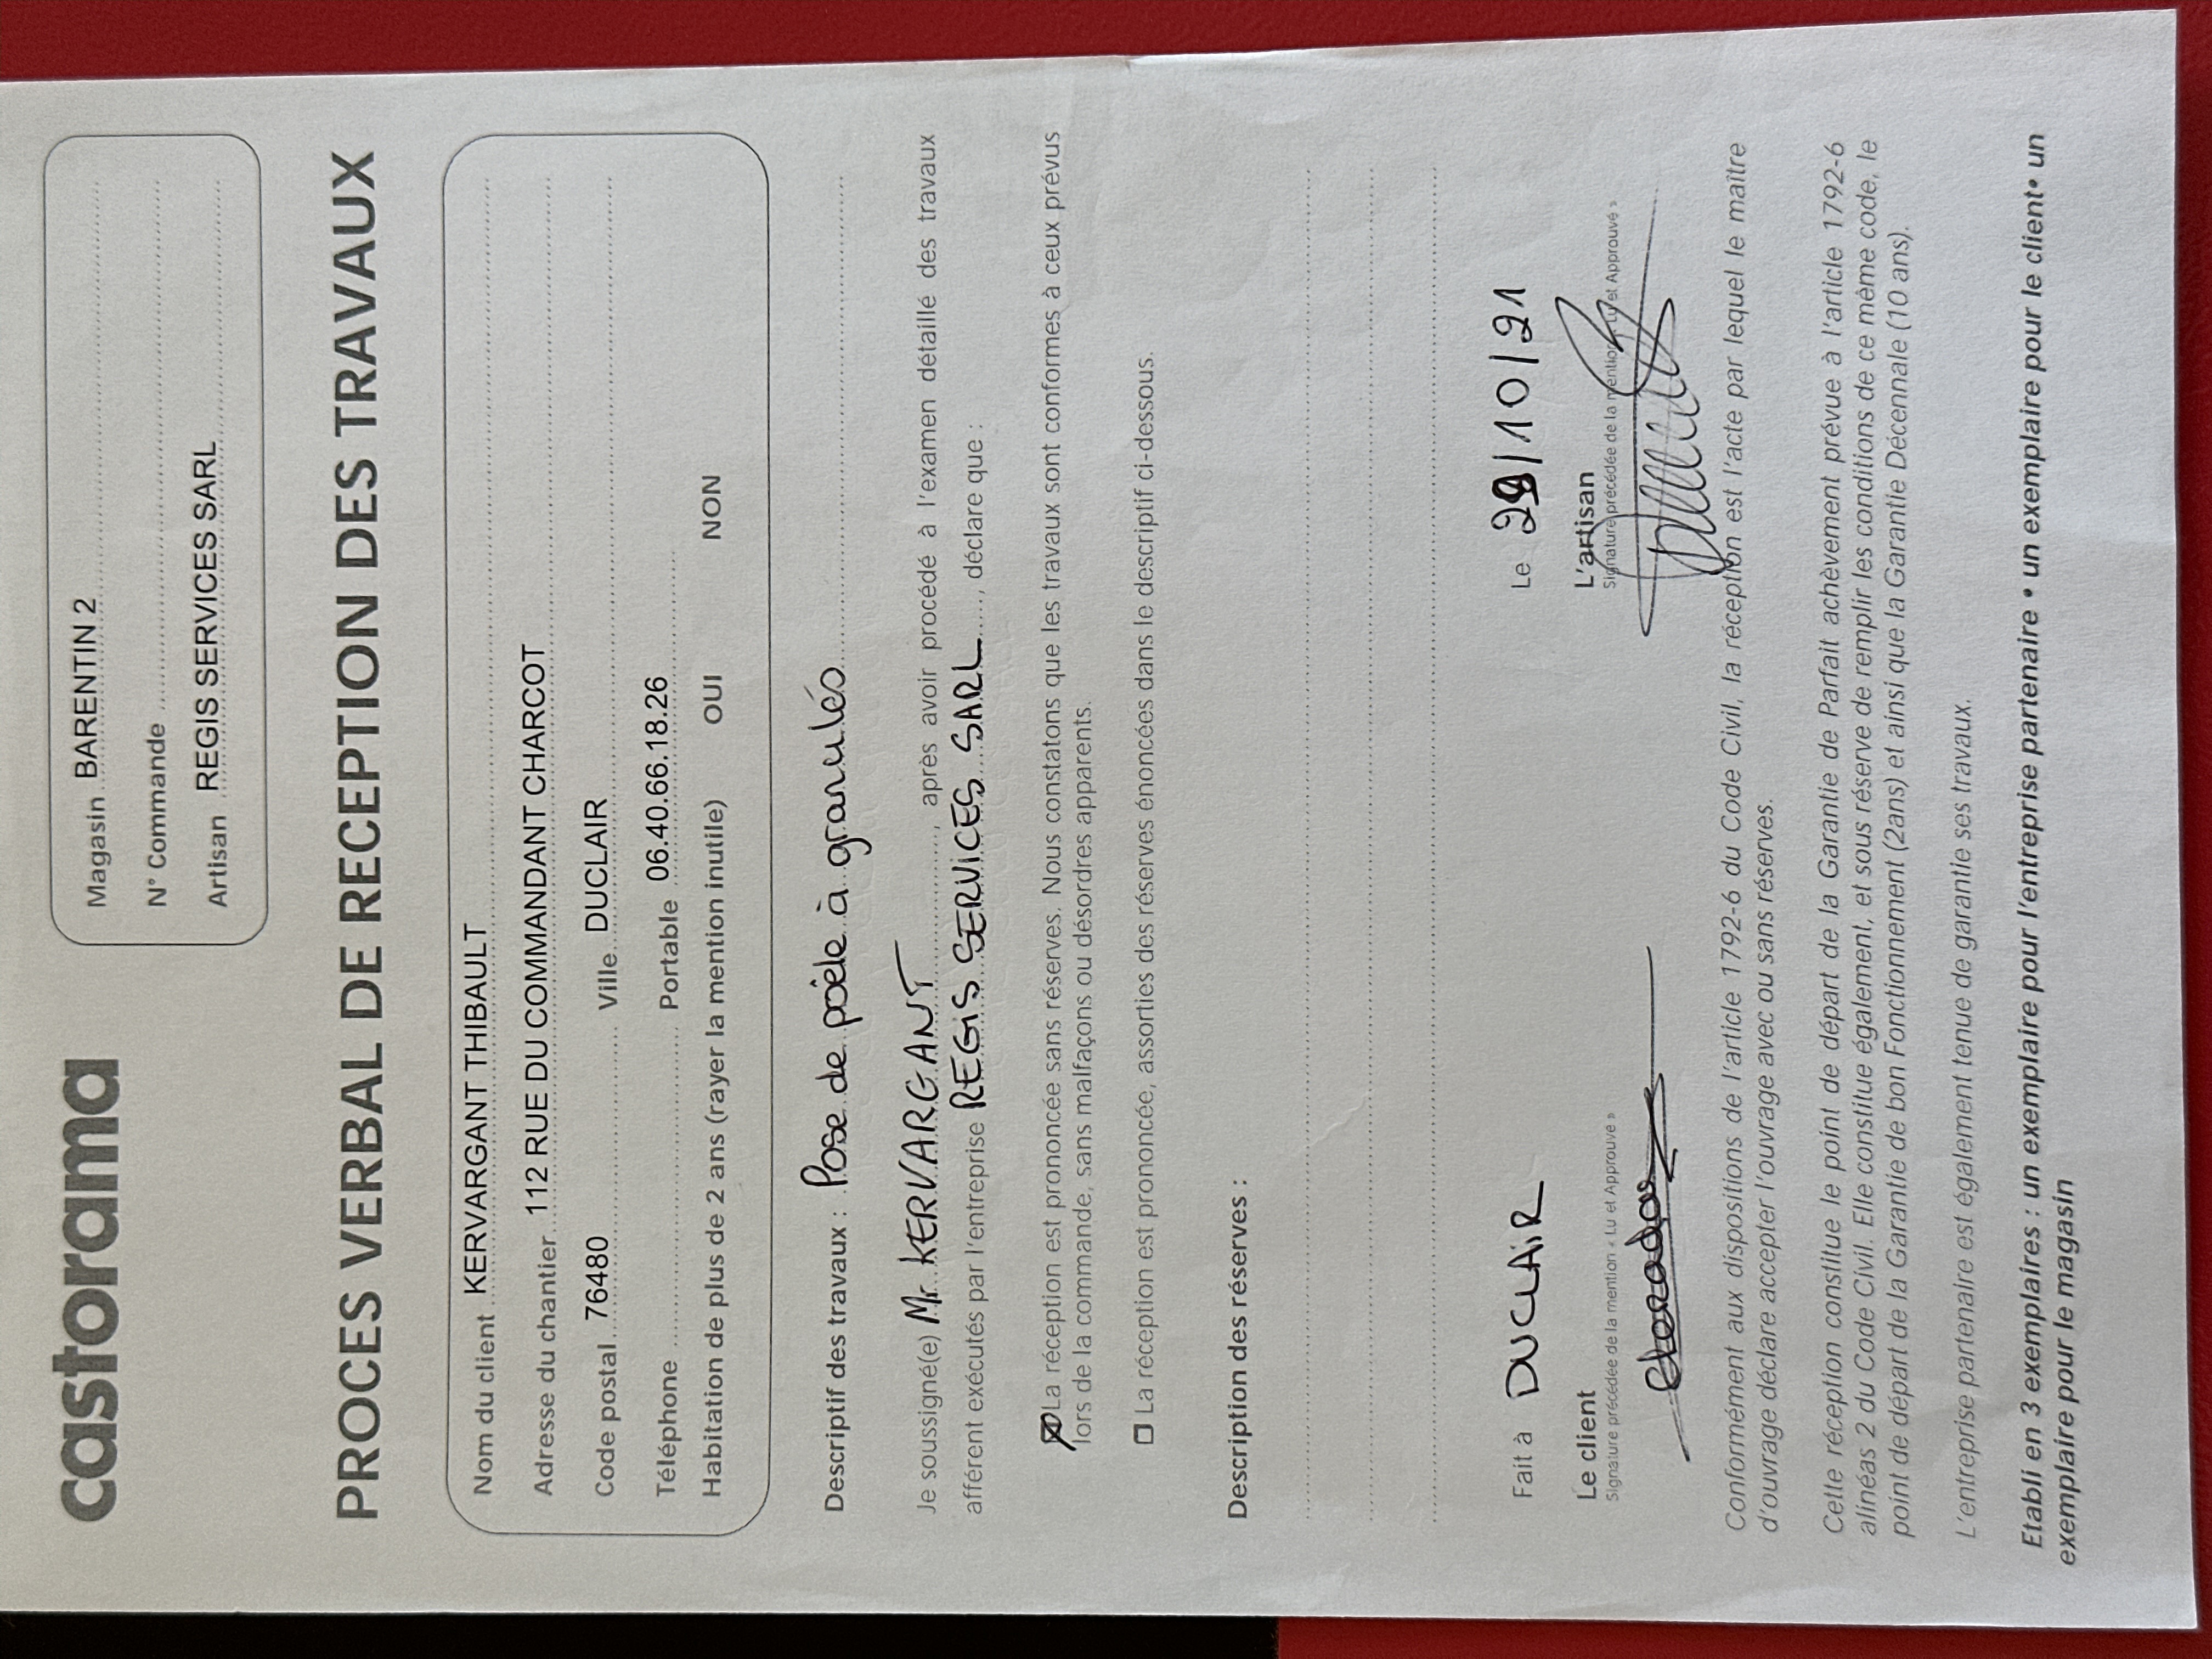 castorama
Magasin BARENTIN 2
N° Commande
Artisan REGIS SERVICES SARL
PROCES VERBAL DE RECEPTION DES TRAVAUX
Nom du client KERVARGANT THIBAULT
Adresse du chantier 112 RUE DU COMMANDANT CHARCOT
Code postal 76480 Ville DUCLAIR
Téléphone Portable 06.40.66.18.26
Habitation de plus de 2 ans (rayer la mention inutile) OUI NON
Descriptif des travaux : Pose de poêle à granulés
Je soussigné(e) Mr KERVARGANT, après avoir procédé à l'examen détaillé des travaux
afférent exécutés par l'entreprise REGIS SERVICES SARL, déclare que :
La réception est prononcée sans réserves. Nous constatons que les travaux sont conformes à ceux prévus
lors de la commande, sans malfaçons ou désordres apparents.
La réception est prononcée, assorties des réserves énoncées dans le descriptif ci-dessous.
Description des réserves :
Fait à DUCLAIR Le /10/21
Le client L'artisan
Signature précédée de la mention « Lu et Approuve » Signature précédée de la mention « Lu et Approuvé »
Conformément aux dispositions de l'article 1792-6 du Code Civil, la réception est l'acte par lequel le maître
d'ouvrage déclare accepter l'ouvrage avec ou sans réserves.
Cette réception constitue le point de départ de la Garantie de Parfait achèvement prévue à l'article 1792-6
alinéas 2 du Code Civil. Elle constitue également, et sous réserve de remplir les conditions de ce même code, le
point de départ de la Garantie de bon Fonctionnement (2ans) et ainsi que la Garantie Décennale (10 ans).
L'entreprise partenaire est également tenue de garantie ses travaux.
Etabli en 3 exemplaires : un exemplaire pour l'entreprise partenaire • un exemplaire pour le client• un
exemplaire pour le magasin